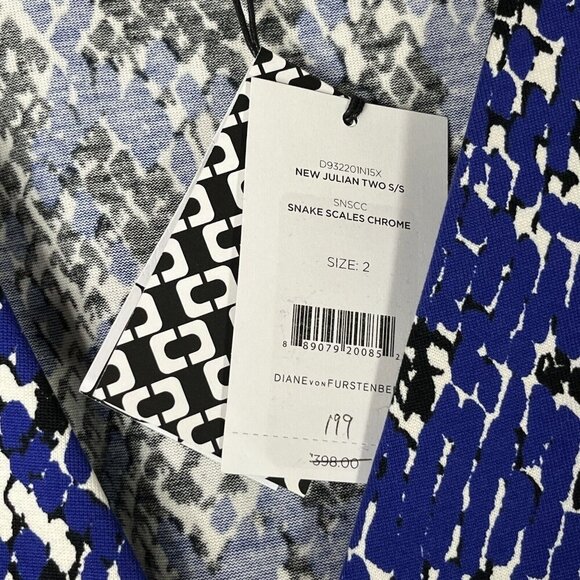 D932201N15X
NEW JULIAN TWO S/S
SNSCC
SNAKE SCALES CHROME
SIZE: 2
8 89079 20085 2
DIANE VON FURSTENBE
199
398.00